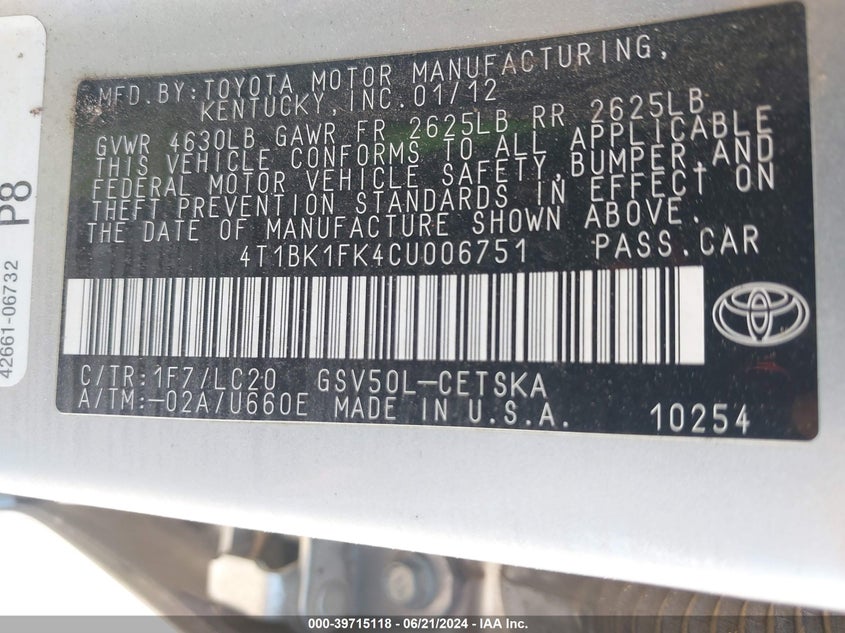 MFD.BY:TOYOTA MOTOR MANUFACTURING,
KENTUCKY, INC.01/12
GVWR 4630LB GAWR FR 2625LB RR 2625LB
THIS VEHICLE CONFORMS TO ALL APPLICABLE
FEDERAL MOTOR VEHICLE SAFETY,BUMPER,AND
THEFT PREVENTION STANDARDS IN EFFECT ON
THE DATE OF MANUFACTURE SHOWN ABOVE.
4T1BK1FK4CU006751 PASS.CAR
C/TR:1F7/LC20 GSV50L-CETSKA
A/TM:-02A/U660E MADE IN U.S.A. 10254
42661-06732 P8
000-39715118 - 06/21/2024 - IAA Inc.